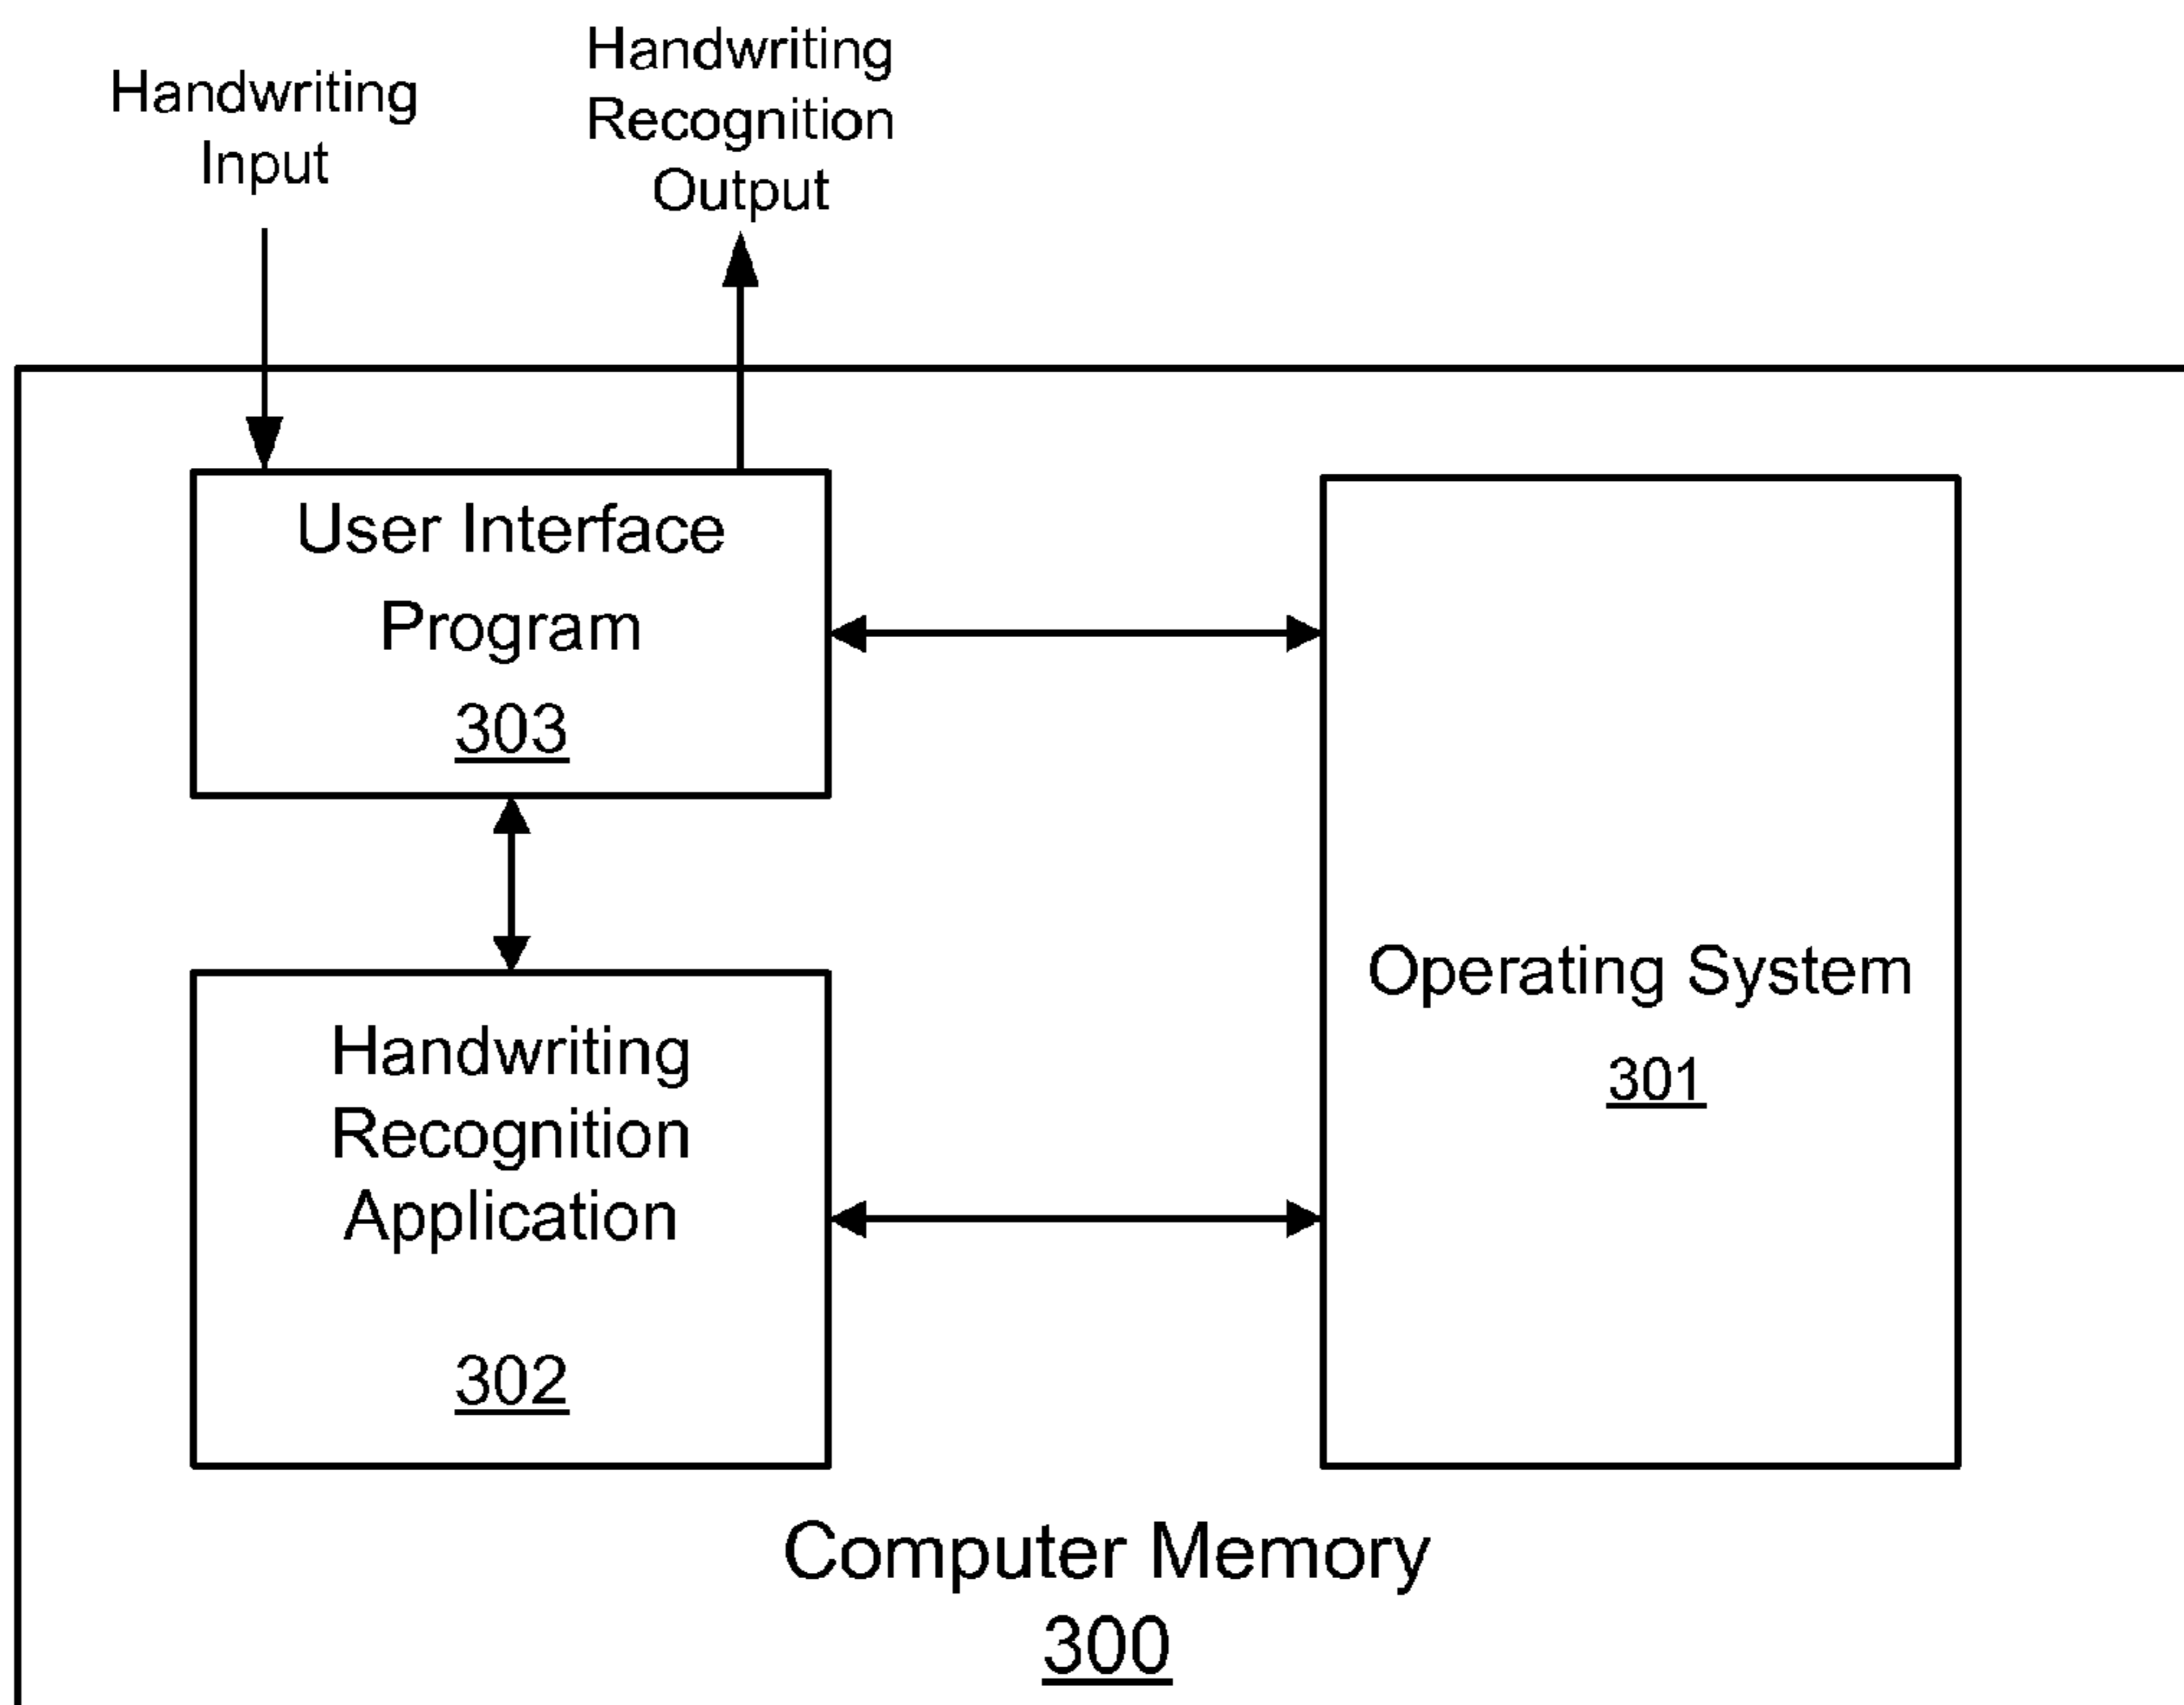 Handwriting
Input
Handwriting
Recognition
Output
User Interface
Program
303
Handwriting
Recognition
Application
302
Operating System
301
Computer Memory
300